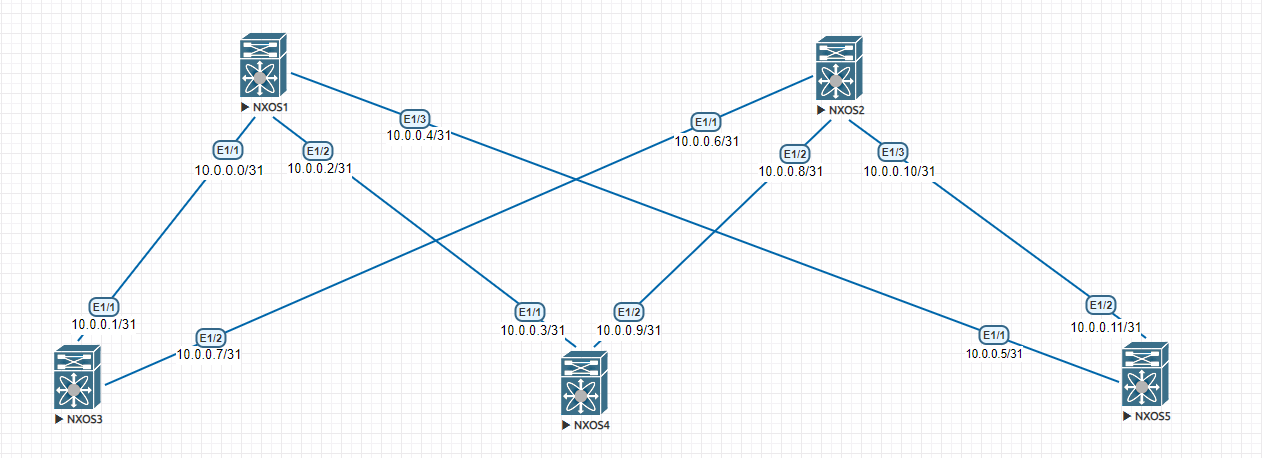 NXOS1
NXOS2
E1/3
10.0.0.4/31
E1/1
10.0.0.6/31
E1/1
10.0.0.0/31
E1/2
10.0.0.2/31
E1/2
10.0.0.8/31
E1/3
10.0.0.10/31
E1/1
10.0.0.1/31
E1/2
10.0.0.7/31
E1/1
10.0.0.3/31
E1/2
10.0.0.9/31
E1/1
10.0.0.5/31
E1/2
10.0.0.11/31
NXOS3
NXOS4
NXOS5